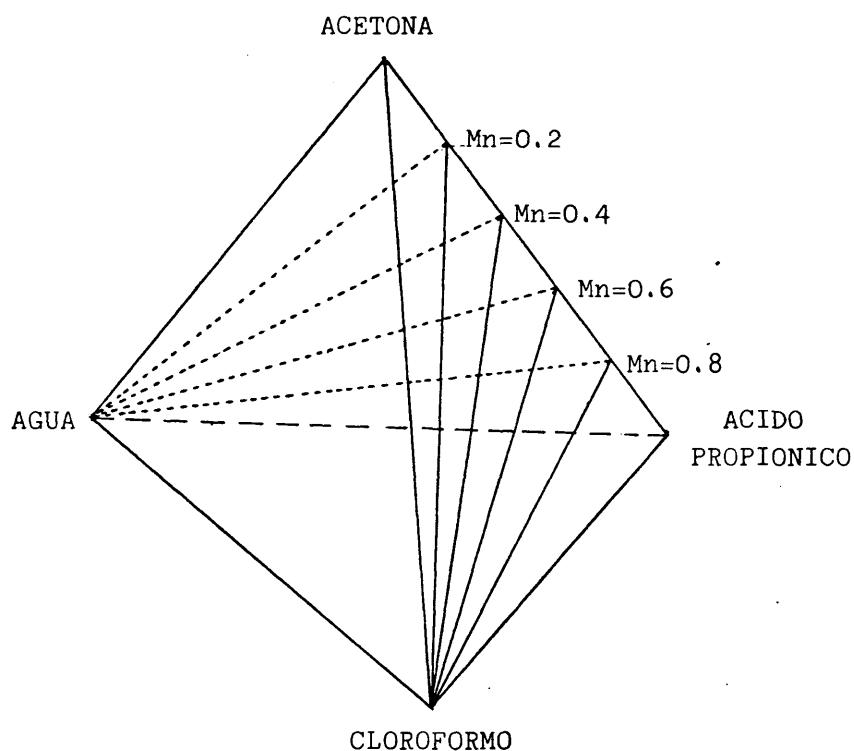 ACETONA
Mn=0.2
Mn=0.4
Mn=0.6
Mn=0.8
AGUA
ACIDO
PROPIONICO
CLOROFORMO